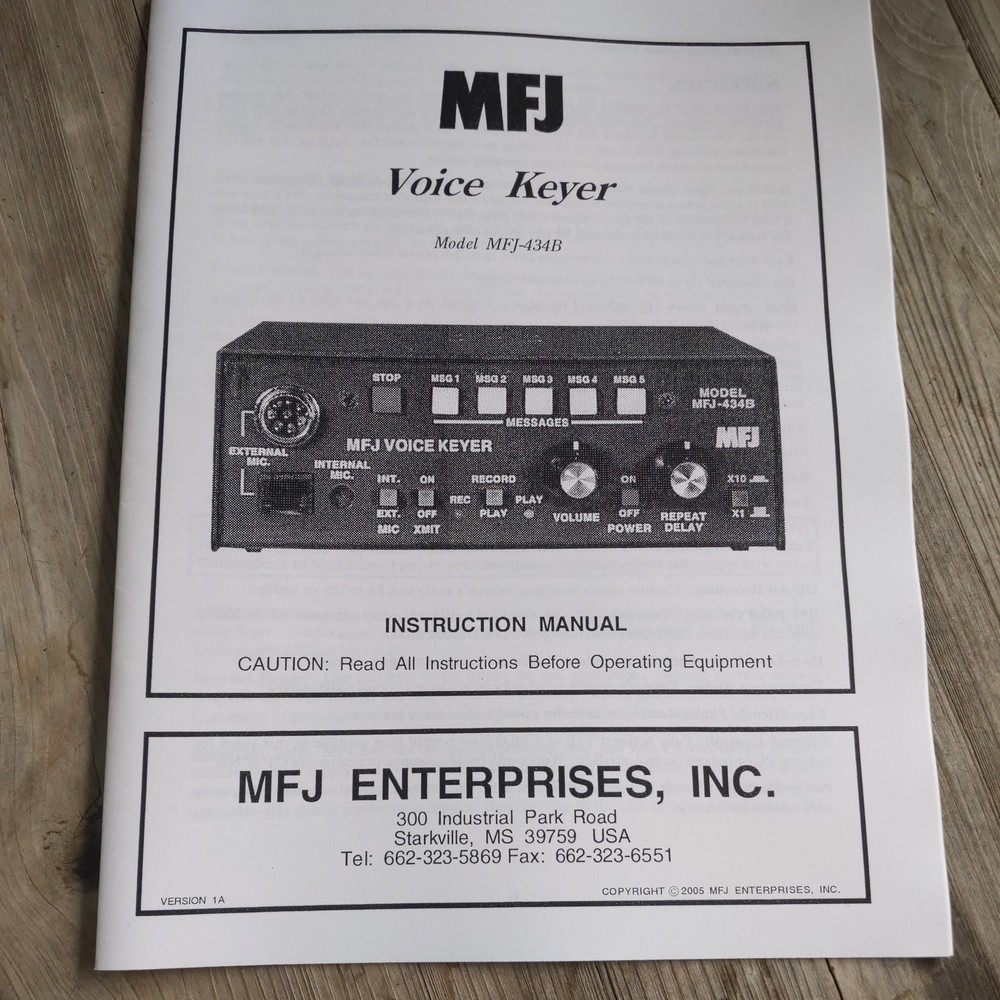 MFJ
Voice Keyer
Model MFJ-434B
STOP MSG 1 MSG 2 MSG 3 MSG 4 MSG 5
MESSAGES
MODEL
MFJ-434B
MFJ
MFJ VOICE KEYER
EXTERNAL
MIC.
INTERNAL
MIC.
INT. ON RECORD
REC PLAY
EXT. OFF PLAY
MIC XMIT
VOLUME
ON
OFF
POWER
REPEAT
DELAY
X10
X1
INSTRUCTION MANUAL
CAUTION: Read All Instructions Before Operating Equipment
MFJ ENTERPRISES, INC.
300 Industrial Park Road
Starkville, MS 39759 USA
Tel: 662-323-5869 Fax: 662-323-6551
VERSION 1A
COPYRIGHT © 2005 MFJ ENTERPRISES, INC.